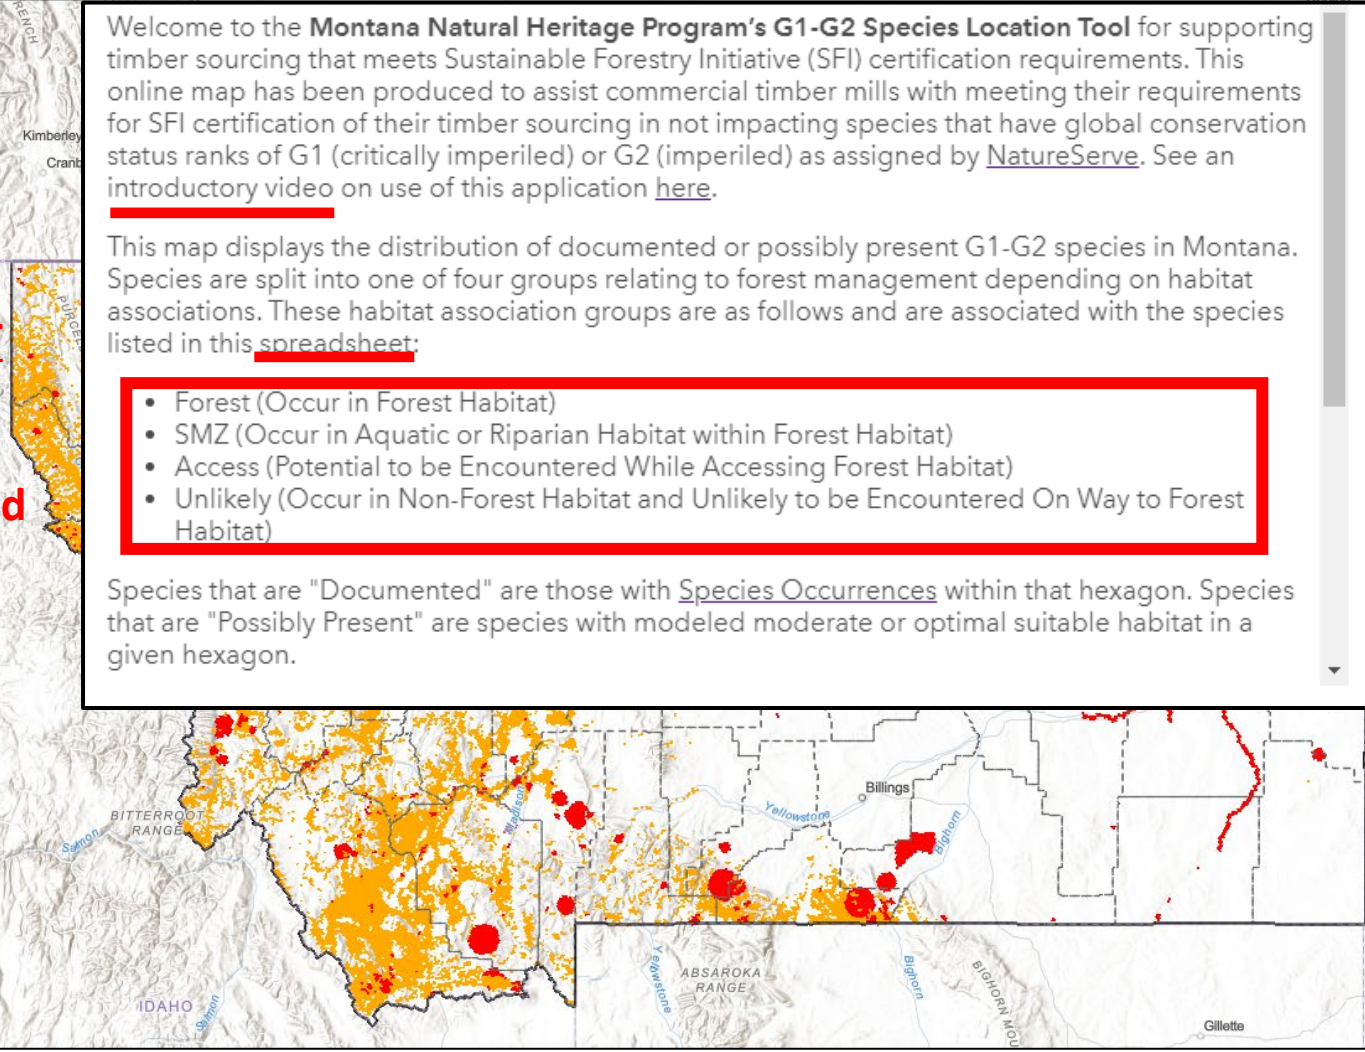 RENCH
Welcome to the Montana Natural Heritage Program's G1-G2 Species Location Tool for supporting
timber sourcing that meets Sustainable Forestry Initiative (SFI) certification requirements. This
online map has been produced to assist commercial timber mills with meeting their requirements
for SFI certification of their timber sourcing in not impacting species that have global conservation
status ranks of G1 (critically imperiled) or G2 (imperiled) as assigned by NatureServe. See an
introductory video on use of this application here.
Kimberley
Cranb
This map displays the distribution of documented or possibly present G1-G2 species in Montana.
Species are split into one of four groups relating to forest management depending on habitat
associations. These habitat association groups are as follows and are associated with the species
listed in this spreadsheet:
PURCEL
• Forest (Occur in Forest Habitat)
• SMZ (Occur in Aquatic or Riparian Habitat within Forest Habitat)
• Access (Potential to be Encountered While Accessing Forest Habitat)
• Unlikely (Occur in Non-Forest Habitat and Unlikely to be Encountered On Way to Forest
Habitat)
d
Species that are "Documented" are those with Species Occurrences within that hexagon. Species
that are "Possibly Present" are species with modeled moderate or optimal suitable habitat in a
given hexagon.
Billings
BITTERROOT
RANGE
Salmon
Madison
Yellowstone
Bighorn
ABSAROKA
RANGE
Yellowstone
Bighorn
BIGHORN MOU
IDAHO
Salmon
Gillette